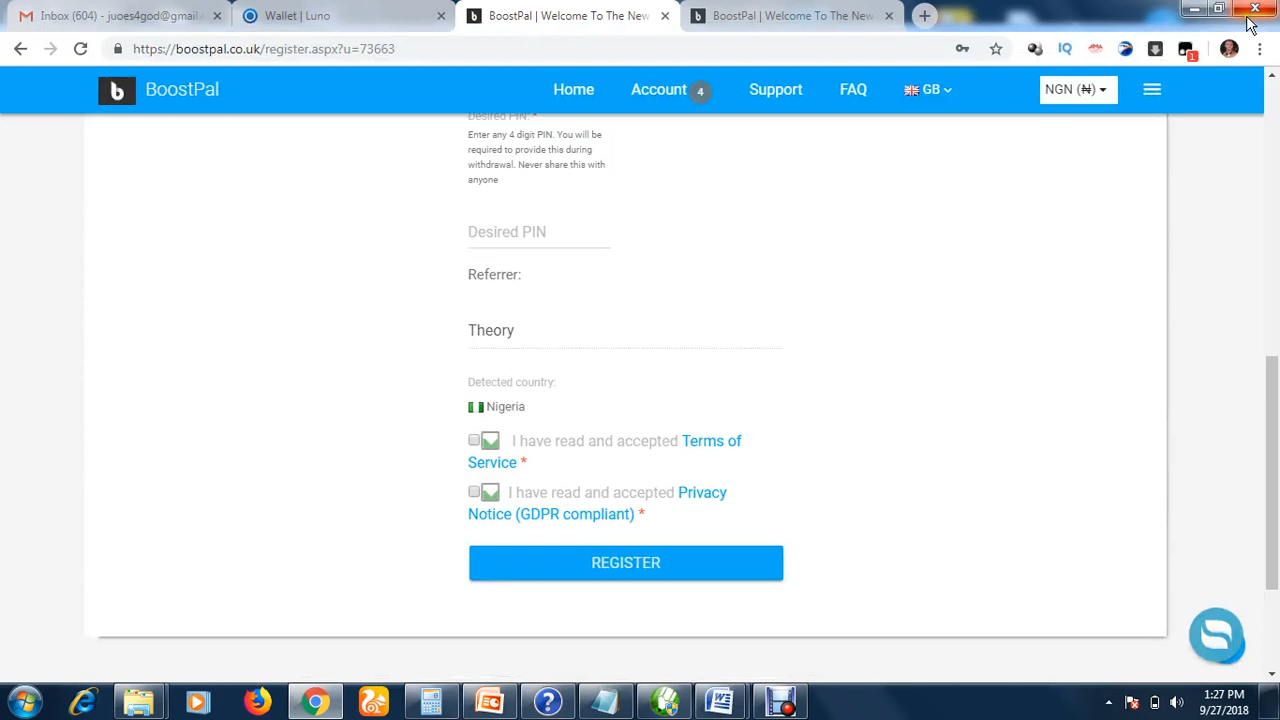 Inbox (604) - juoes4god@gmail
Wallet | Luno
BoostPal | Welcome To The New
BoostPal | Welcome To The New
https://boostpal.co.uk/register.aspx?u=73663
1
b
BoostPal
Home
Account 4
Support
FAQ
GB
NGN (₦)
Desired PIN: *
Enter any 4 digit PIN. You will be
required to provide this during
withdrawal. Never share this with
anyone
Desired PIN
Referrer:
Theory
Detected country:
Nigeria
I have read and accepted Terms of
Service *
I have read and accepted Privacy
Notice (GDPR compliant) *
REGISTER
1:27 PM
9/27/2018